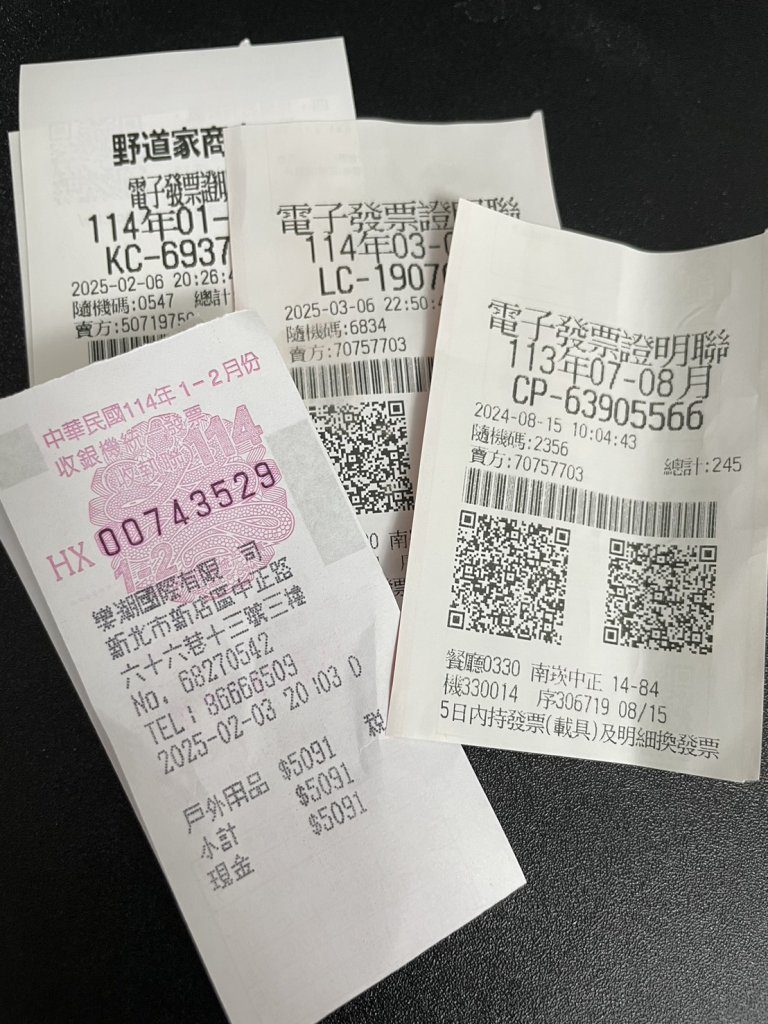 野道家商
電子發票證明
114年01-
KC-6937
2025-02-06 20:26:4
隨機碼:0547 總計
賣方:5071975
電子發票證明聯
114年03-0
LC-1907
2025-03-06 22:50:4
隨機碼:6834
賣方:70757703
電子發票證明聯
113年07-08月
CP-63905566
2024-08-15 10:04:43
隨機碼:2356 總計:245
賣方:70757703
餐廳0330 南崁中正 14-84
機330014 序306719 08/15
5日內持發票(載具)及明細換發票
中華民國114年1-2月份
收銀機統一發票
收執聯 114
HX 00743529
1-2
樂潮國際有限 司
新北市新店區中正路
六十六巷十三號三樓
No. 68270542
TEL: 86666509
2025-02-03 20:03 D
稅
戶外用品 $5091
小計 $5091
現金 $5091